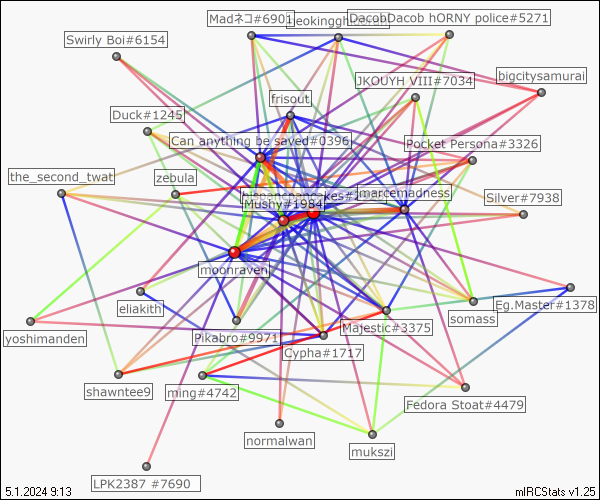 Madネコ#6901
DacobDacob hORNY police#5271
Swirly Boi#6154
JKOUYH VIII#7034
bigcitysamurai
frisout
Duck#1245
Can anything be saved#0396
Pocket Persona#3326
the_second_twat
zebula
marcemadness
Silver#7938
Mushy#1984
moonraven
eliakith
Eg.Master#1378
somass
Majestic#3375
Pikabro#9971
yoshimanden
Cypha#1717
shawntee9
ming#4742
Fedora Stoat#4479
normalwan
mukszi
LPK2387 #7690
5.1.2024 9:13
mIRCStats v1.25